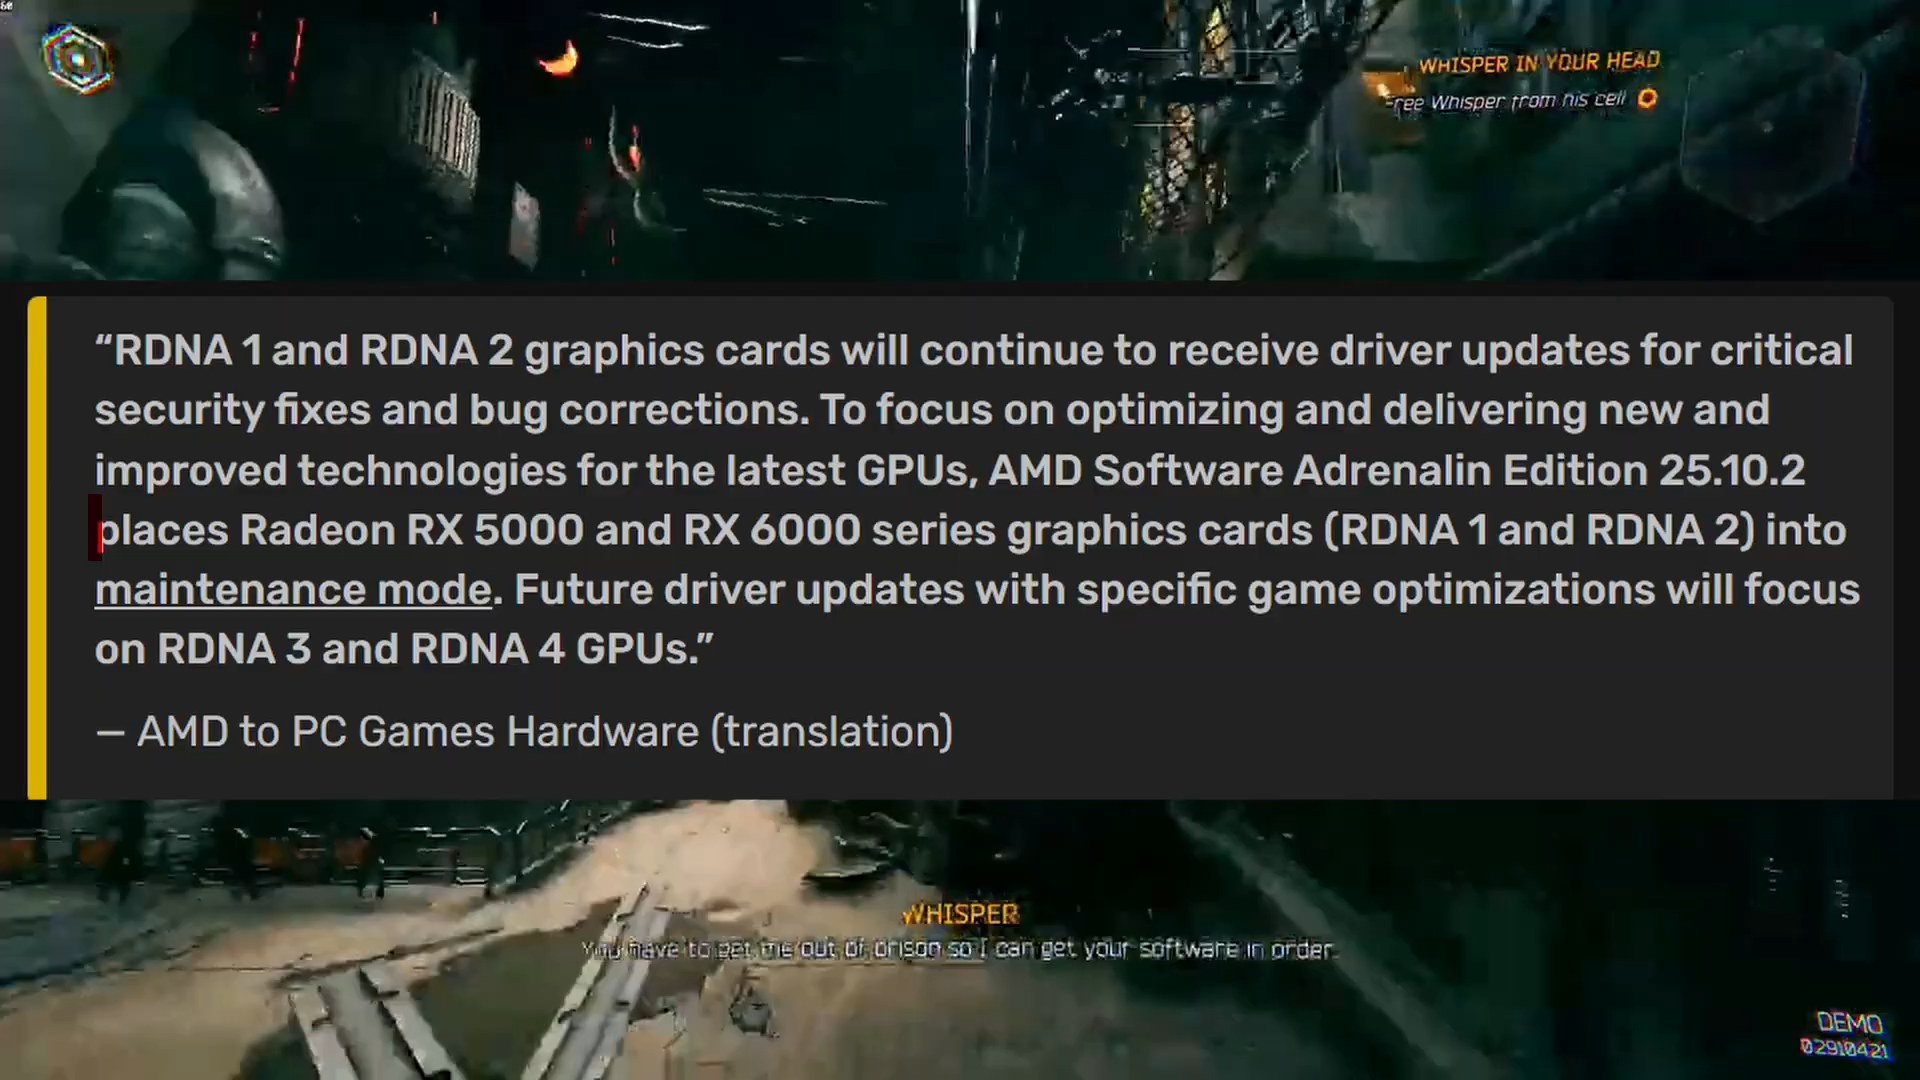 60
WHISPER IN YOUR HEAD
Free Whisper from his cell
“RDNA 1 and RDNA 2 graphics cards will continue to receive driver updates for critical
security fixes and bug corrections. To focus on optimizing and delivering new and
improved technologies for the latest GPUs, AMD Software Adrenalin Edition 25.10.2
places Radeon RX 5000 and RX 6000 series graphics cards (RDNA 1 and RDNA 2) into
maintenance mode. Future driver updates with specific game optimizations will focus
on RDNA 3 and RDNA 4 GPUs.”
— AMD to PC Games Hardware (translation)
WHISPER
You have to get me out of prison so I can get your software in order.
DEMO
02910421